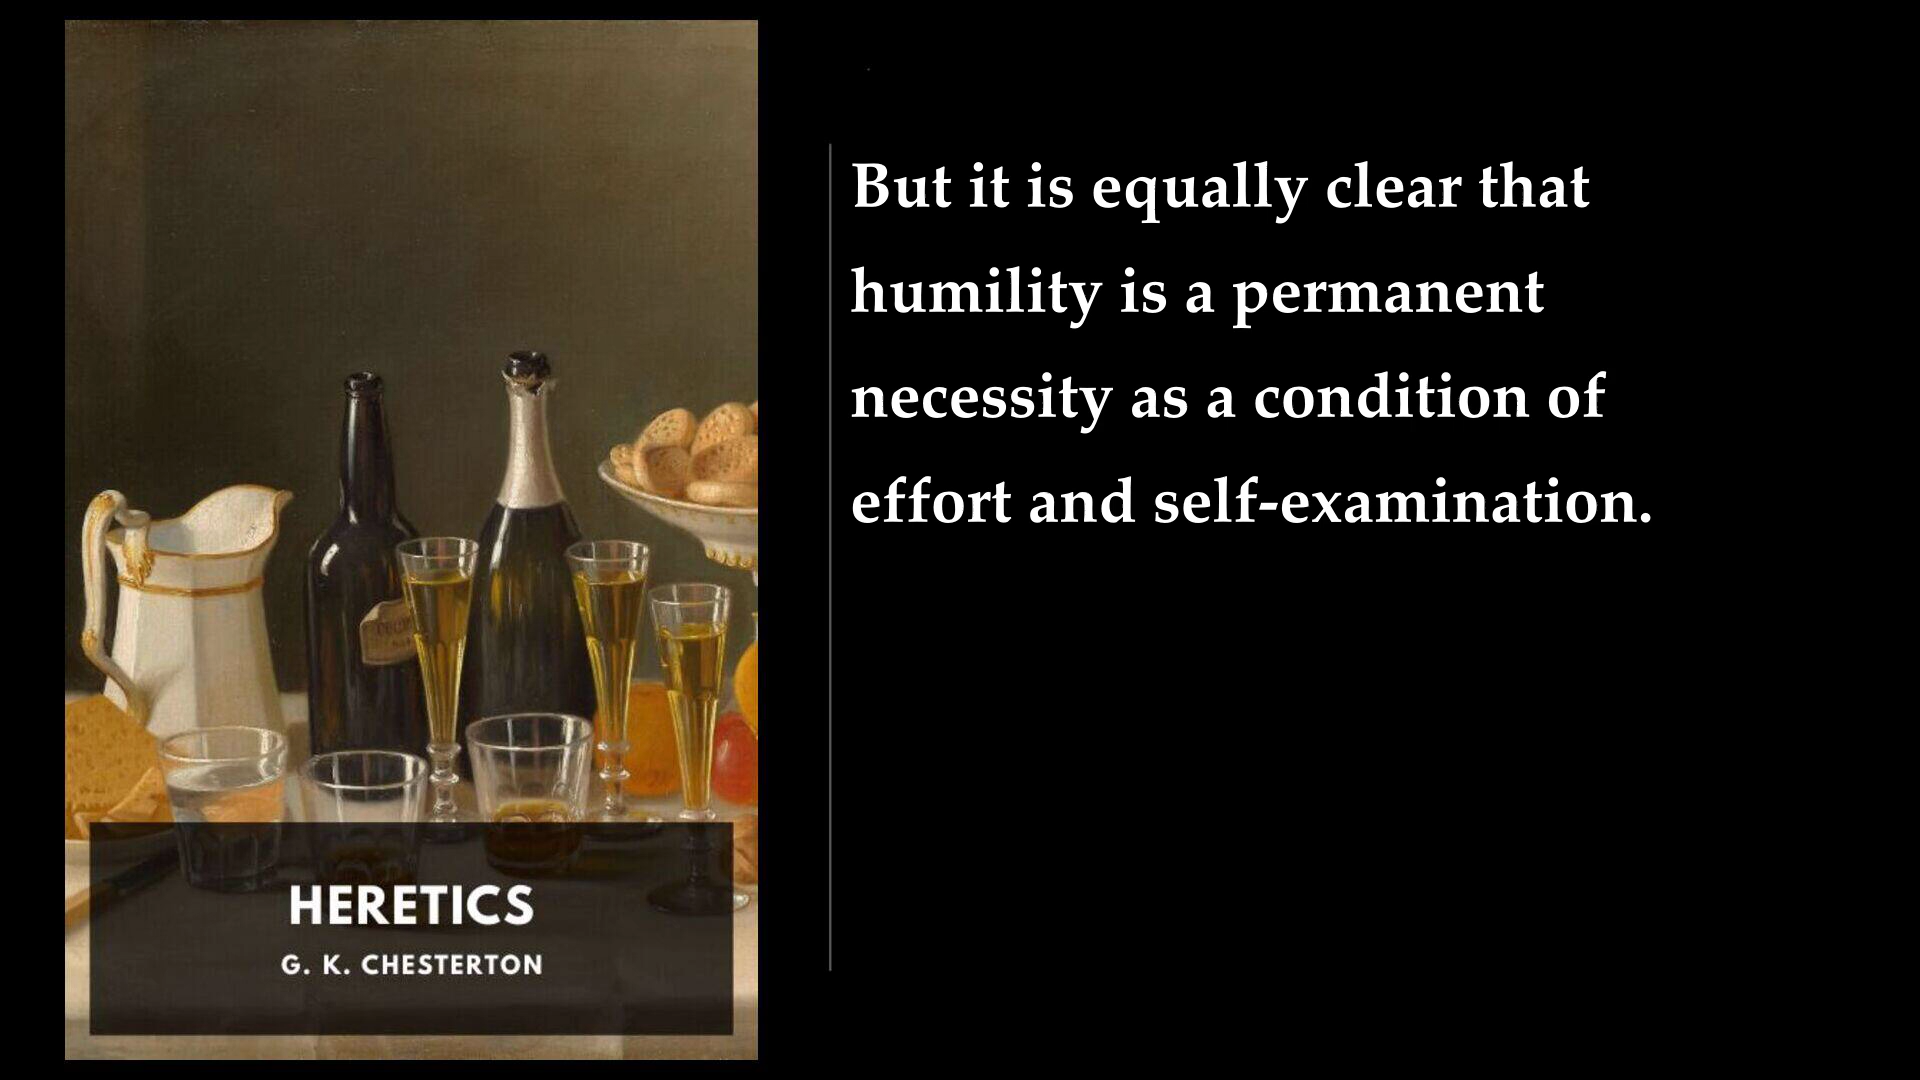 But it is equally clear that
humility is a permanent
necessity as a condition of
effort and self-examination.
HERETICS
G. K. CHESTERTON